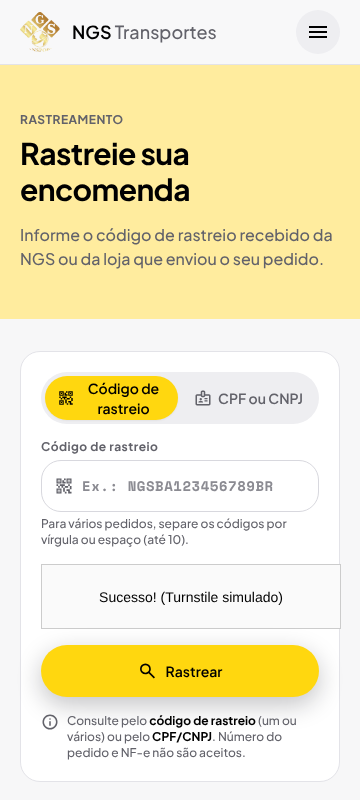 NGS
NGS Transportes
RASTREAMENTO
Rastreie sua
encomenda
Informe o código de rastreio recebido da
NGS ou da loja que enviou o seu pedido.
Código de
rastreio
CPF ou CNPJ
Código de rastreio
Ex.: NGSBA123456789BR
Para vários pedidos, separe os códigos por
vírgula ou espaço (até 10).
Sucesso! (Turnstile simulado)
Rastrear
Consulte pelo código de rastreio (um ou
vários) ou pelo CPF/CNPJ. Número do
pedido e NF-e não são aceitos.